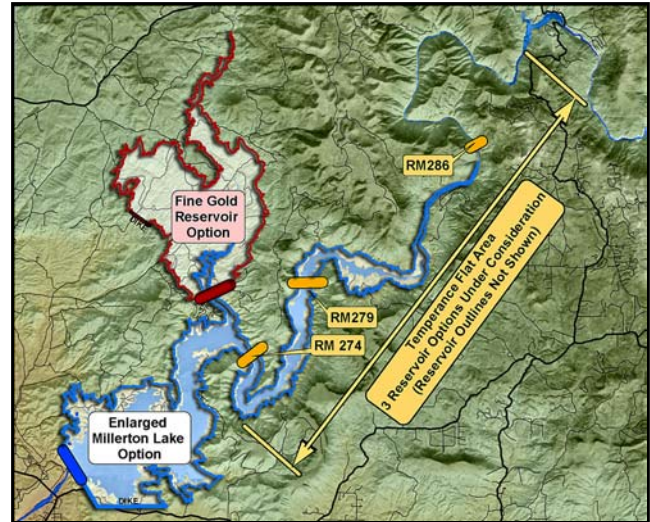 RM286
Fine Gold
Reservoir
Option
DIKE
RM279
RM 274
Temperance Flat Area
3 Reservoir Options Under Consideration
(Reservoir Outlines Not Shown)
Enlarged
Millerton Lake
Option
DIKE